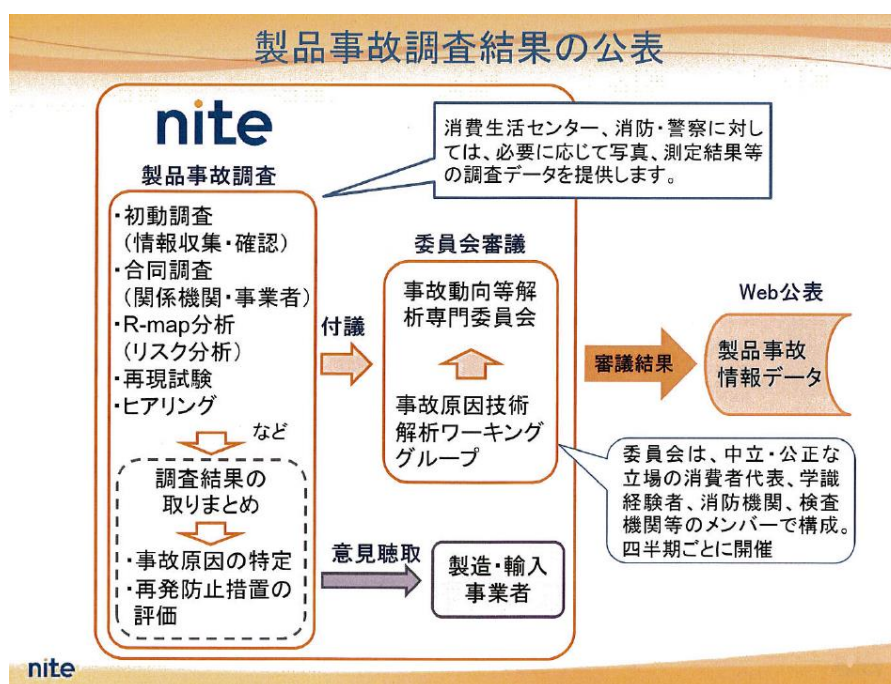 製品事故調査結果の公表
nite
製品事故調査
・初動調査
(情報収集・確認)
・合同調査
(関係機関・事業者)
・R-map分析
(リスク分析)
・再現試験
・ヒアリング
など
調査結果の
取りまとめ
・事故原因の特定
・再発防止措置の
評価
消費生活センター、消防・警察に対し
ては、必要に応じて写真、測定結果等
の調査データを提供します。
付議
委員会審議
事故動向等解
析専門委員会
事故原因技術
解析ワーキング
グループ
意見聴取
製造・輸入
事業者
審議結果
Web公表
製品事故
情報データ
委員会は、中立・公正な
立場の消費者代表、学識
経験者、消防機関、検査
機関等のメンバーで構成。
四半期ごとに開催
nite